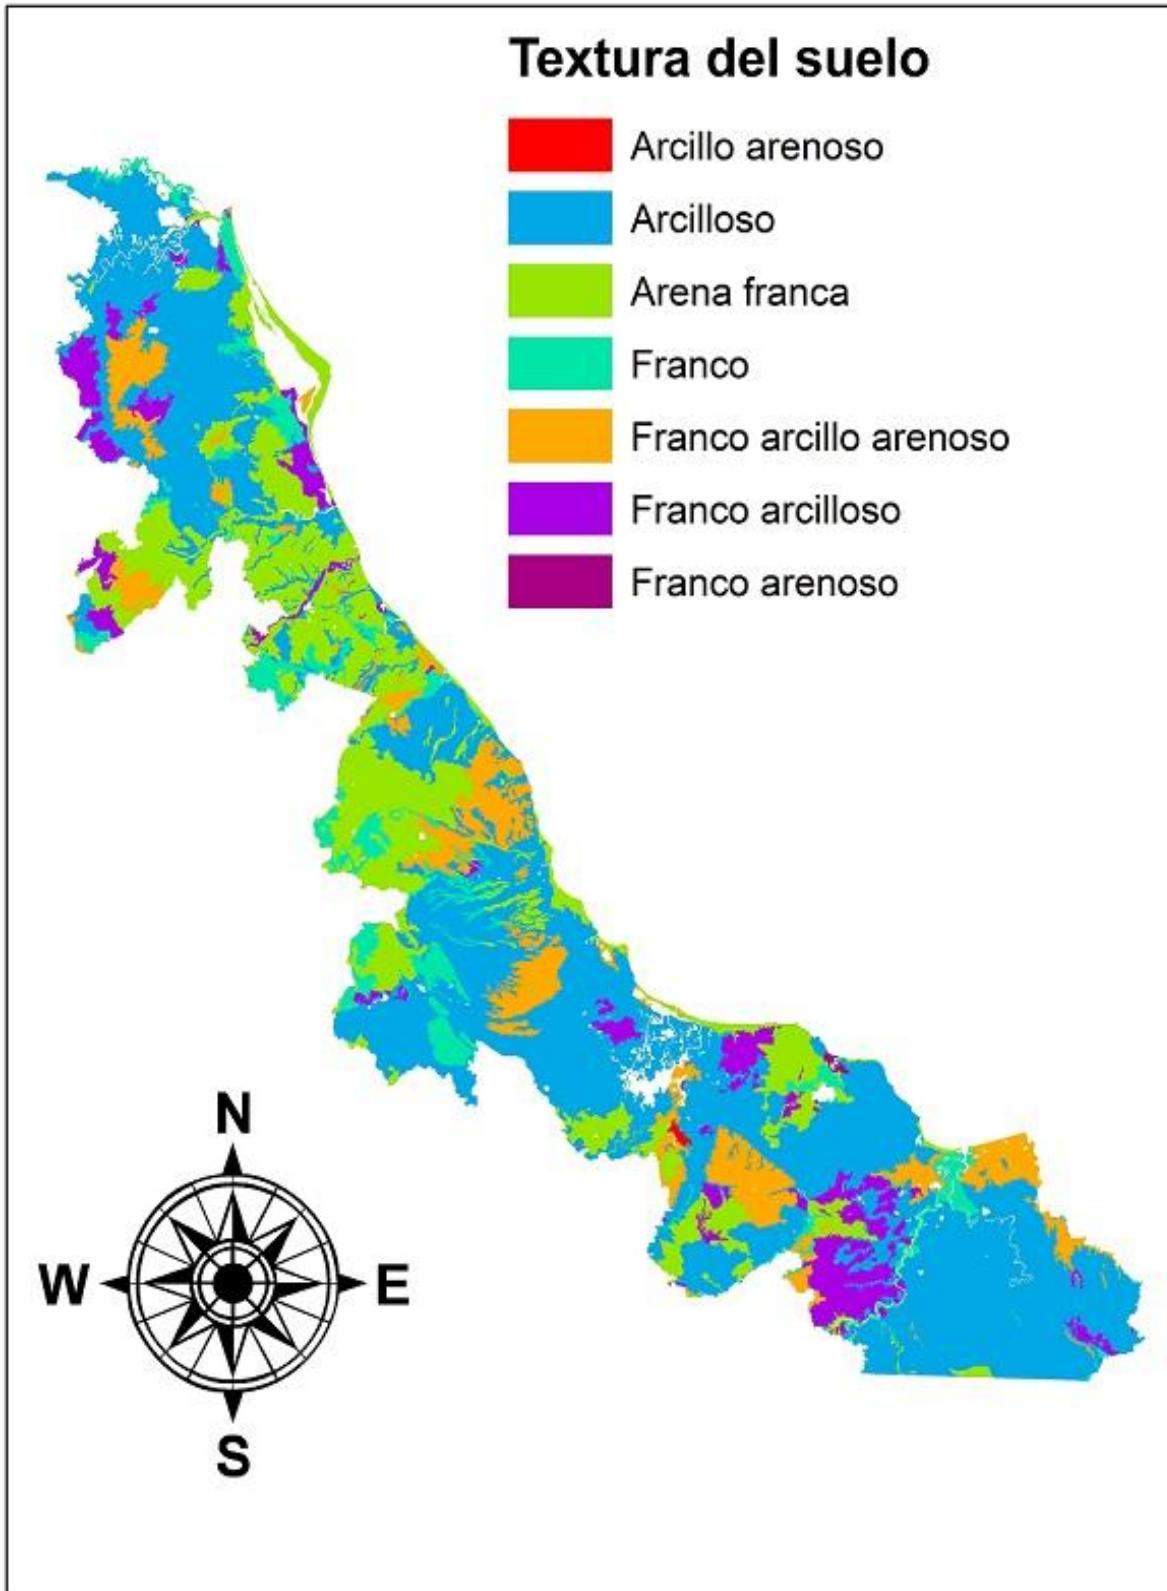 Textura del suelo
Arcillo arenoso
Arcilloso
Arena franca
Franco
Franco arcillo arenoso
Franco arcilloso
Franco arenoso
N
W
E
S